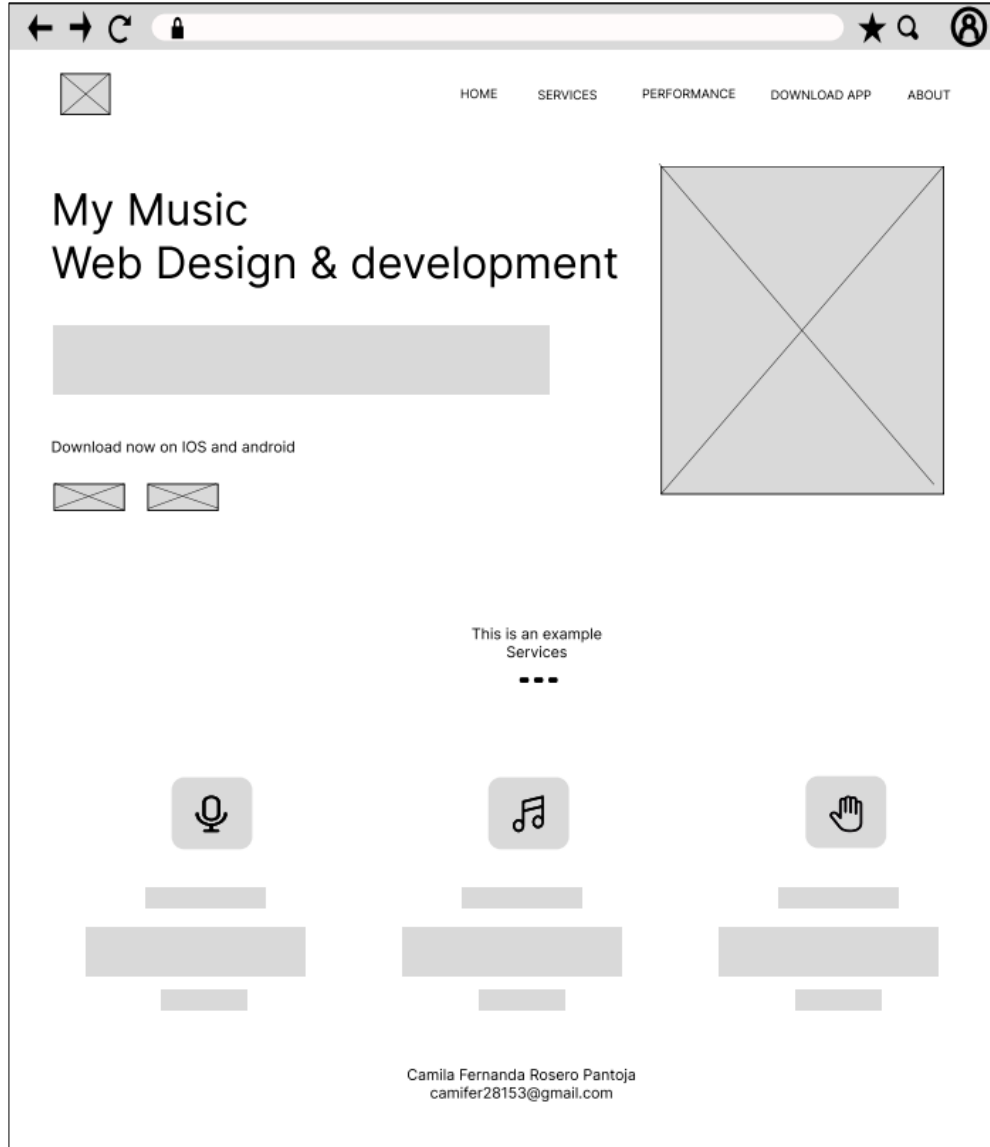 HOME
SERVICES
PERFORMANCE
DOWNLOAD APP
ABOUT
My Music
Web Design & development
Download now on IOS and android
This is an example
Services
Camila Fernanda Rosero Pantoja
camifer28153@gmail.com